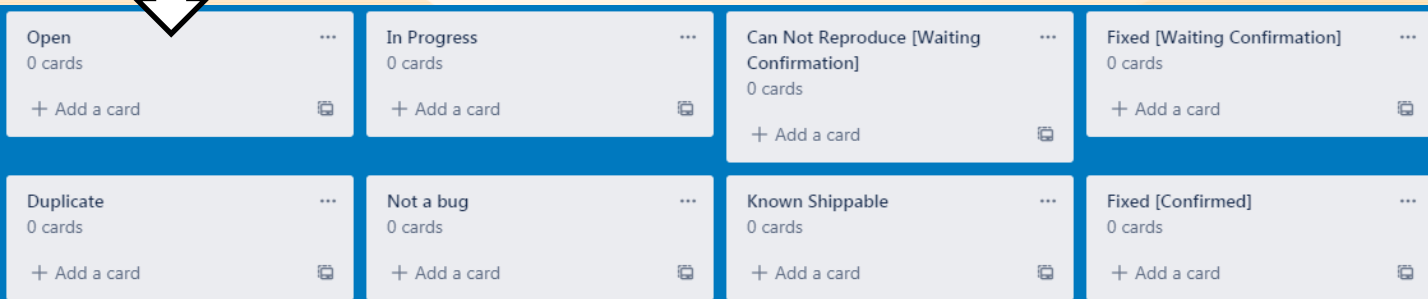 Open
0 cards
+ Add a card
In Progress
0 cards
+ Add a card
Can Not Reproduce [Waiting
Confirmation]
0 cards
+ Add a card
Fixed [Waiting Confirmation]
0 cards
+ Add a card
Duplicate
0 cards
+ Add a card
Not a bug
0 cards
+ Add a card
Known Shippable
0 cards
+ Add a card
Fixed [Confirmed]
0 cards
+ Add a card